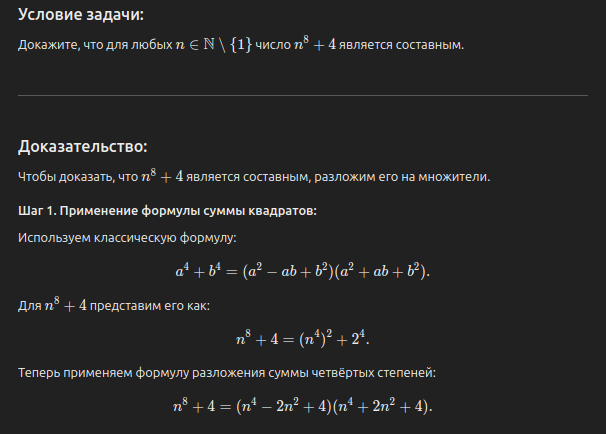 Условие задачи:
Докажите, что для любых n ∈ ℕ \ {1} число n⁸ + 4 является составным.
Доказательство:
Чтобы доказать, что n⁸ + 4 является составным, разложим его на множители.
Шаг 1. Применение формулы суммы квадратов:
Используем классическую формулу:
a⁴ + b⁴ = (a² − ab + b²)(a² + ab + b²).
Для n⁸ + 4 представим его как:
n⁸ + 4 = (n⁴)² + 2⁴.
Теперь применяем формулу разложения суммы четвёртых степеней:
n⁸ + 4 = (n⁴ − 2n² + 4)(n⁴ + 2n² + 4).